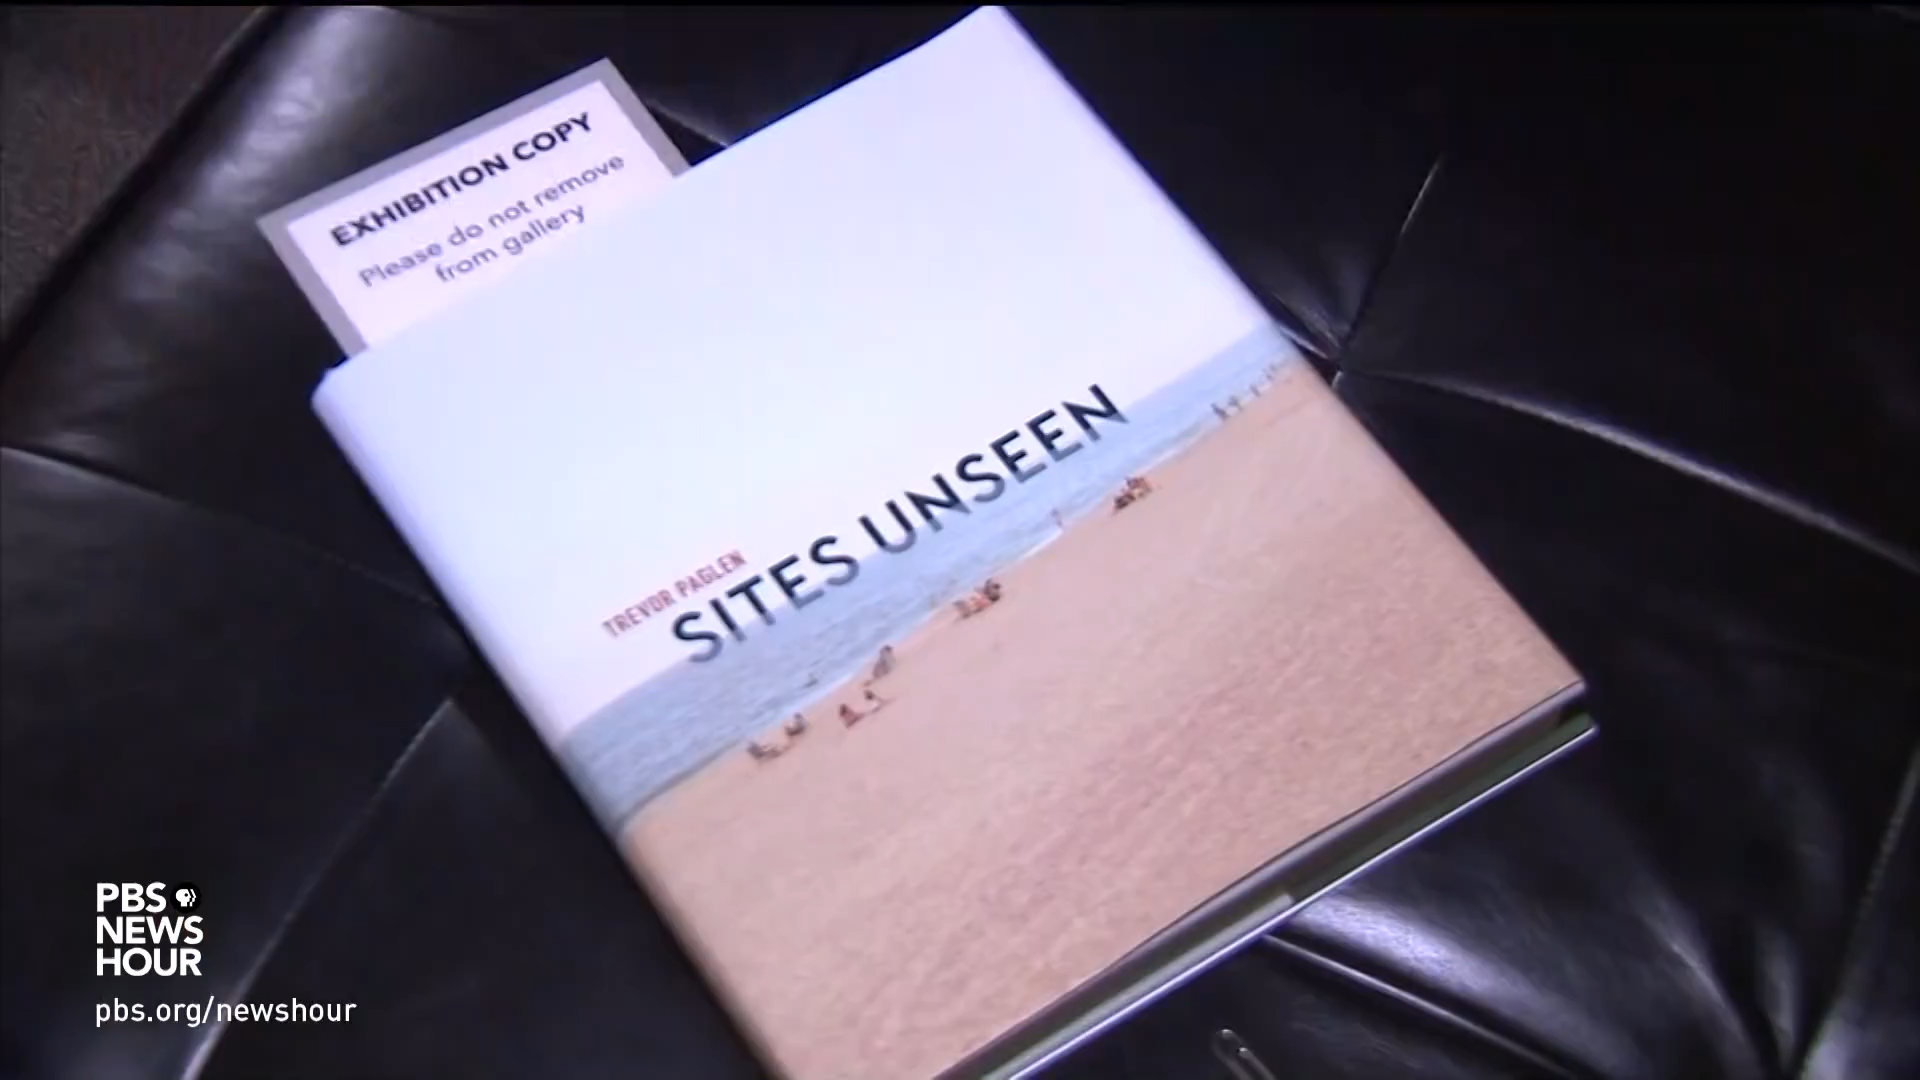 EXHIBITION COPY
Please do not remove
from gallery
TREVOR PAGLEN
SITES UNSEEN
PBS
NEWS
HOUR
pbs.org/newshour